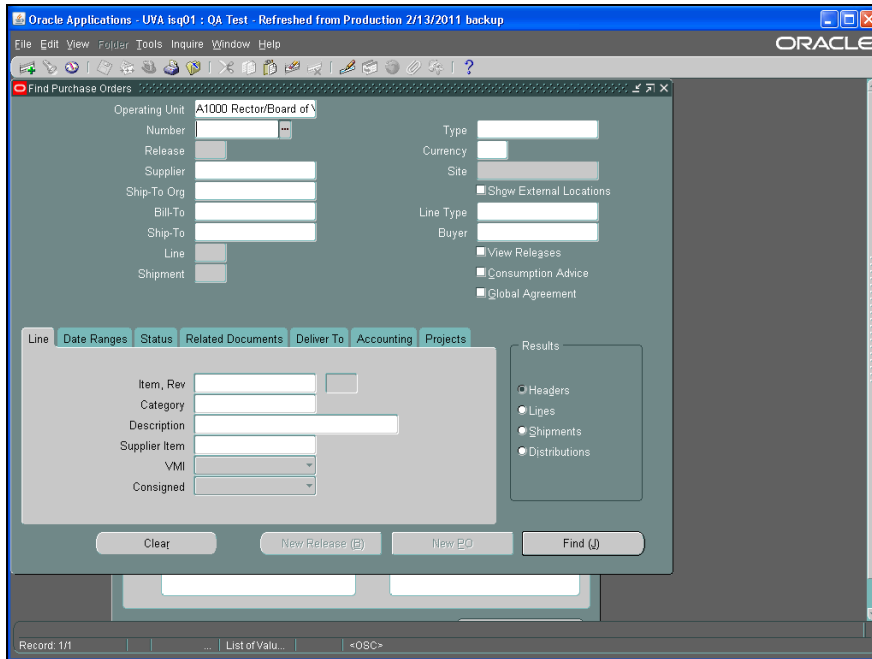 Oracle Applications - UVA isq01 : QA Test - Refreshed from Production 2/13/2011 backup
File Edit View Folder Tools Inquire Window Help
ORACLE
Find Purchase Orders
Operating Unit A1000 Rector/Board of V
Number
Type
Release
Currency
Supplier
Site
Ship-To Org
Show External Locations
Bill-To
Line Type
Ship-To
Buyer
Line
View Releases
Shipment
Consumption Advice
Global Agreement
Line Date Ranges Status Related Documents Deliver To Accounting Projects
Results
Item, Rev
Headers
Category
Lines
Description
Shipments
Supplier Item
Distributions
VMI
Consigned
Clear New Release (B) New PO Find (J)
Record: 1/1 ... List of Valu... <OSC>